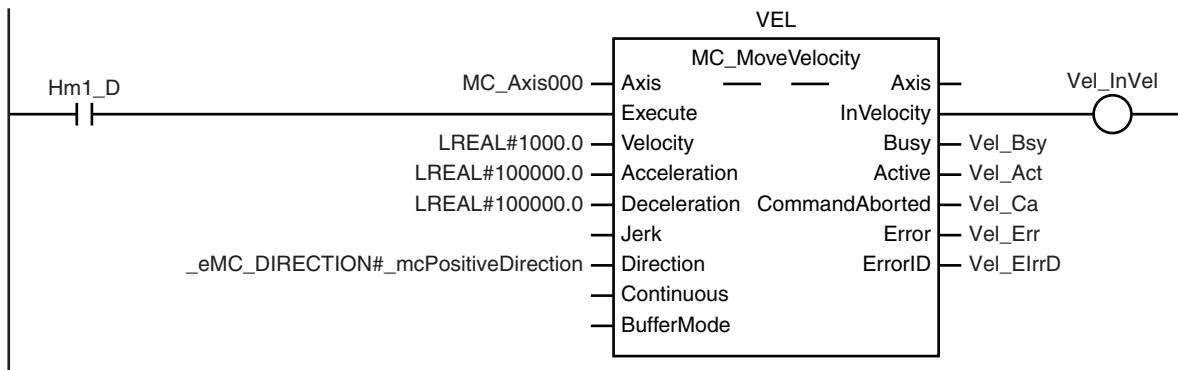 VEL
MC_MoveVelocity
Hm1_D
MC_Axis000 Axis Axis Vel_InVel
Execute InVelocity
LREAL#1000.0 Velocity Busy Vel_Bsy
LREAL#100000.0 Acceleration Active Vel_Act
LREAL#100000.0 Deceleration CommandAborted Vel_Ca
Jerk Error Vel_Err
_eMC_DIRECTION#_mcPositiveDirection Direction ErrorID Vel_EIrrD
Continuous
BufferMode